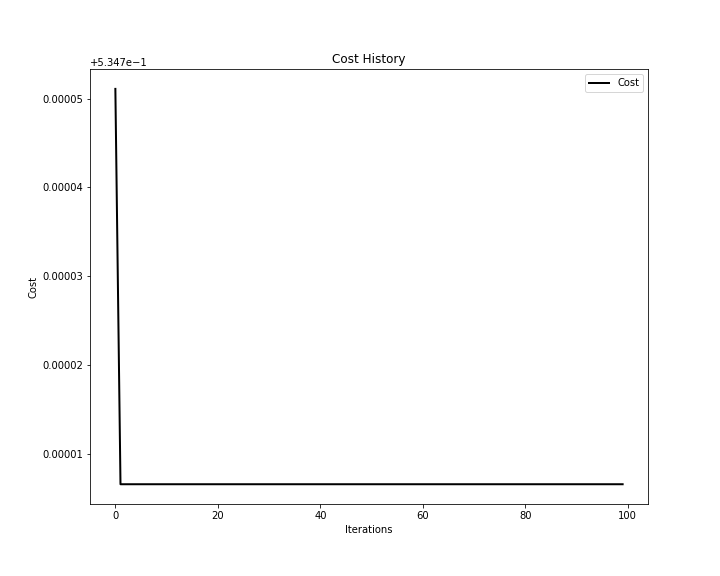 Cost History
+5.347e−1
Cost
0.00005
0.00004
0.00003
0.00002
0.00001
Cost
0 20 40 60 80 100
Iterations